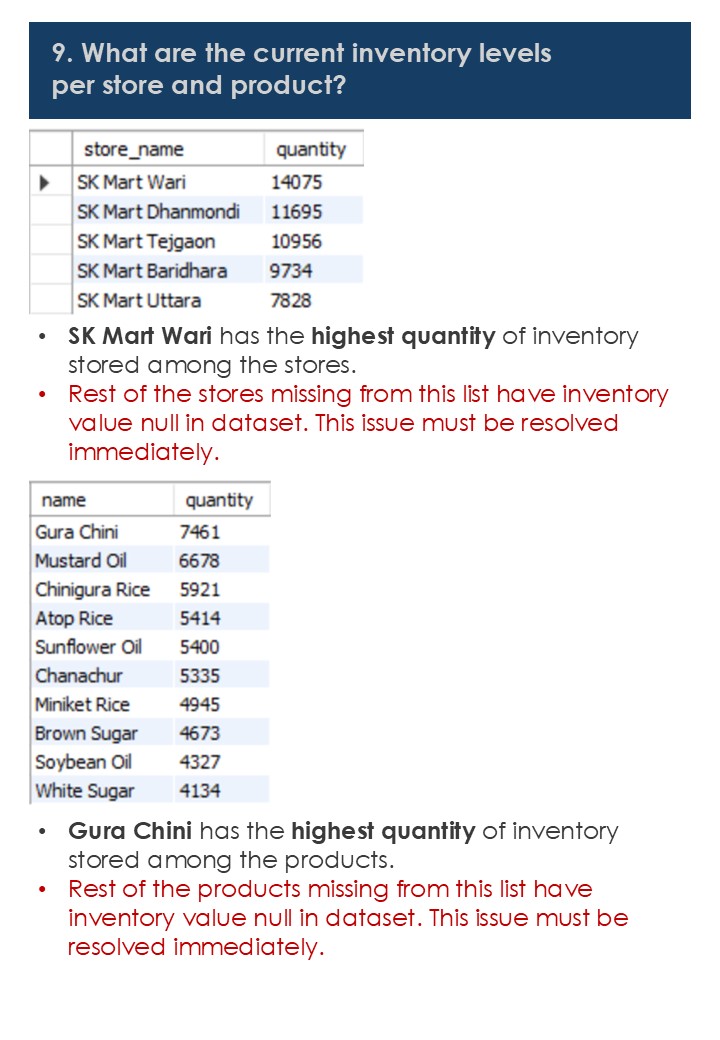 9. What are the current inventory levels
per store and product?
store_name quantity
SK Mart Wari 14075
SK Mart Dhanmondi 11695
SK Mart Tejgaon 10956
SK Mart Baridhara 9734
SK Mart Uttara 7828
• SK Mart Wari has the highest quantity of inventory
stored among the stores.
• Rest of the stores missing from this list have inventory
value null in dataset. This issue must be resolved
immediately.
name quantity
Gura Chini 7461
Mustard Oil 6678
Chinigura Rice 5921
Atop Rice 5414
Sunflower Oil 5400
Chanachur 5335
Miniket Rice 4945
Brown Sugar 4673
Soybean Oil 4327
White Sugar 4134
• Gura Chini has the highest quantity of inventory
stored among the products.
• Rest of the products missing from this list have
inventory value null in dataset. This issue must be
resolved immediately.